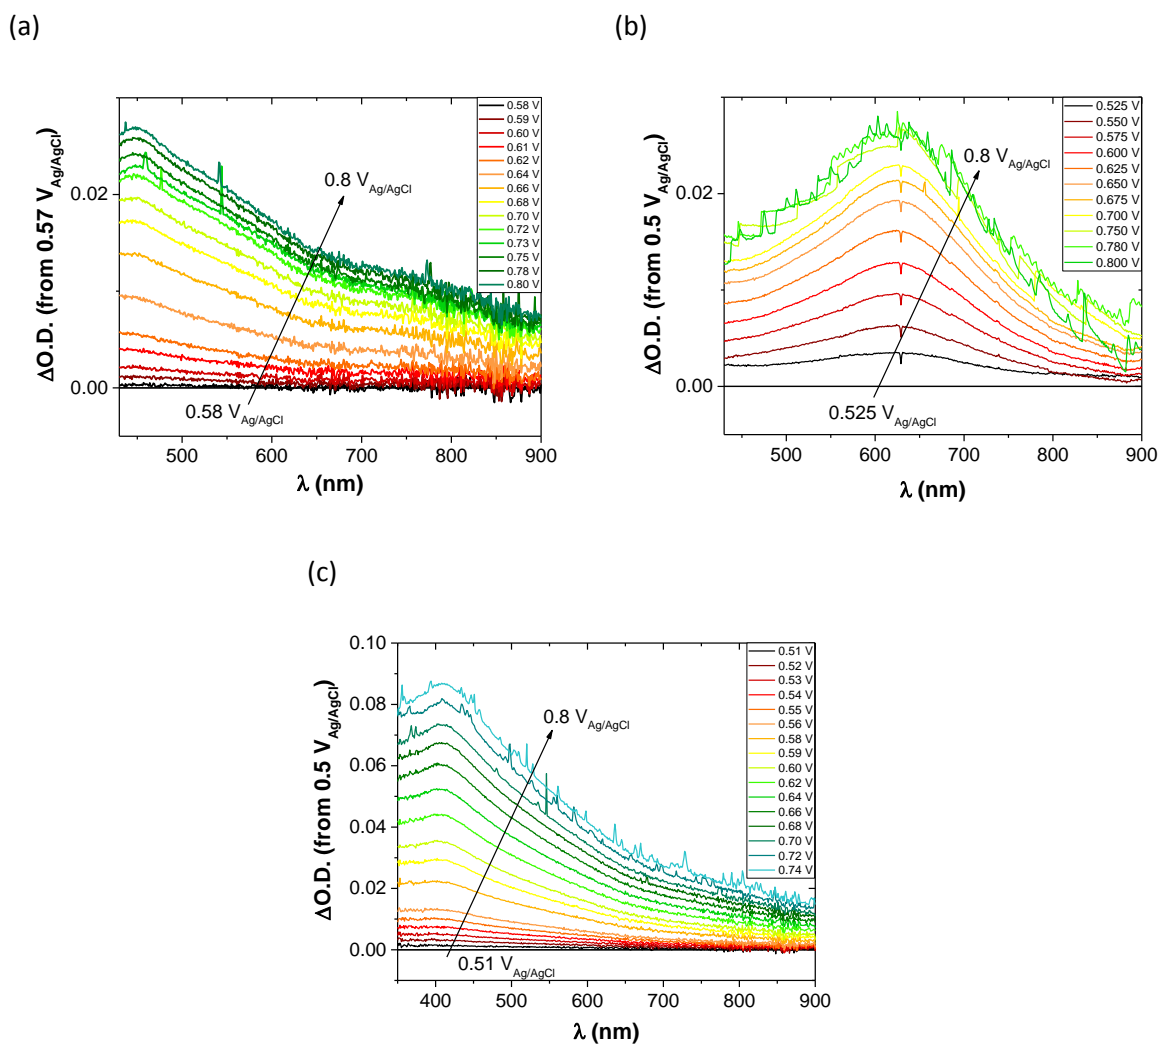 (a)
ΔO.D. (from 0.57 V_Ag/AgCl)
0.02
0.00
500 600 700 800 900
λ (nm)
0.8 V_Ag/AgCl
0.58 V_Ag/AgCl
0.58 V
0.59 V
0.60 V
0.61 V
0.62 V
0.64 V
0.66 V
0.68 V
0.70 V
0.72 V
0.73 V
0.75 V
0.78 V
0.80 V
(b)
ΔO.D. (from 0.5 V_Ag/AgCl)
0.02
0.00
500 600 700 800 900
λ (nm)
0.8 V_Ag/AgCl
0.525 V_Ag/AgCl
0.525 V
0.550 V
0.575 V
0.600 V
0.625 V
0.650 V
0.675 V
0.700 V
0.750 V
0.780 V
0.800 V
(c)
ΔO.D. (from 0.5 V_Ag/AgCl)
0.10
0.08
0.06
0.04
0.02
0.00
400 500 600 700 800 900
λ (nm)
0.8 V_Ag/AgCl
0.51 V_Ag/AgCl
0.51 V
0.52 V
0.53 V
0.54 V
0.55 V
0.56 V
0.58 V
0.59 V
0.60 V
0.62 V
0.64 V
0.66 V
0.68 V
0.70 V
0.72 V
0.74 V